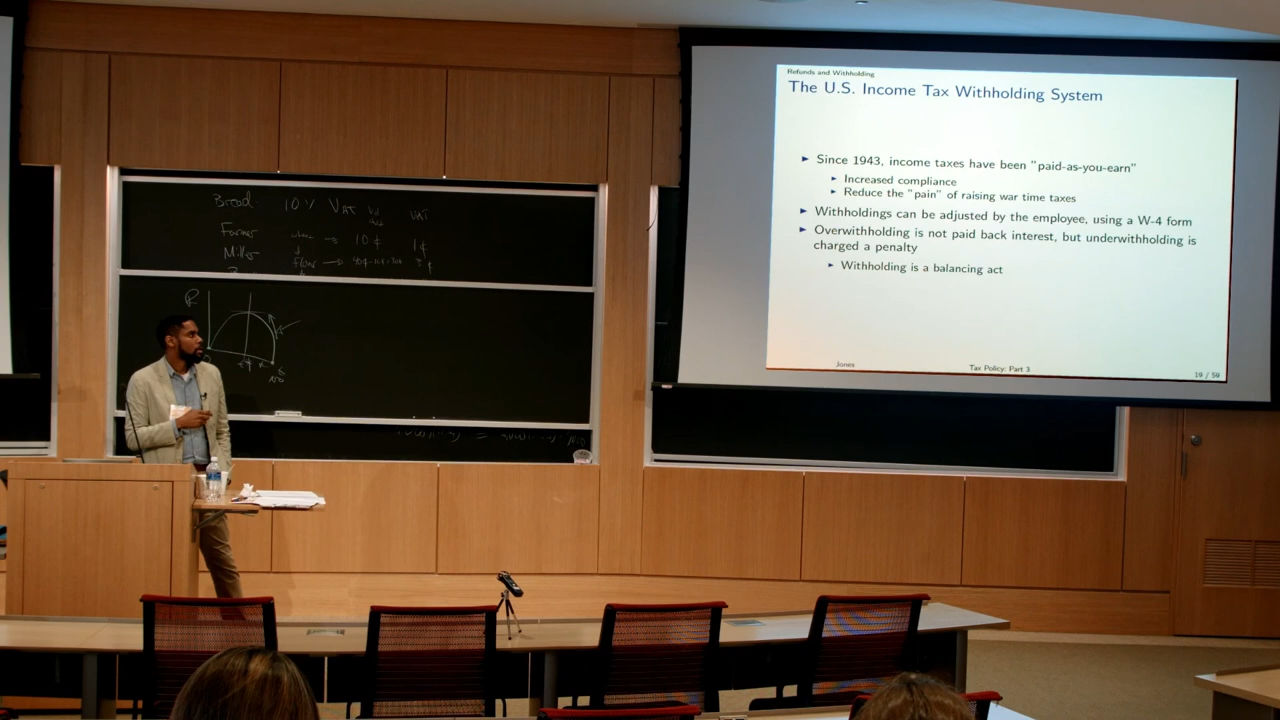 Bread. 10% VAT
VAT
Farmer
10¢ 1¢
Miller
flour
R
Refunds and Withholding
The U.S. Income Tax Withholding System
► Since 1943, income taxes have been "paid-as-you-earn"
► Increased compliance
► Reduce the "pain" of raising war time taxes
► Withholdings can be adjusted by the employee, using a W-4 form
► Overwithholding is not paid back interest, but underwithholding is
charged a penalty
► Withholding is a balancing act
Jones
Tax Policy: Part 3
19 / 59